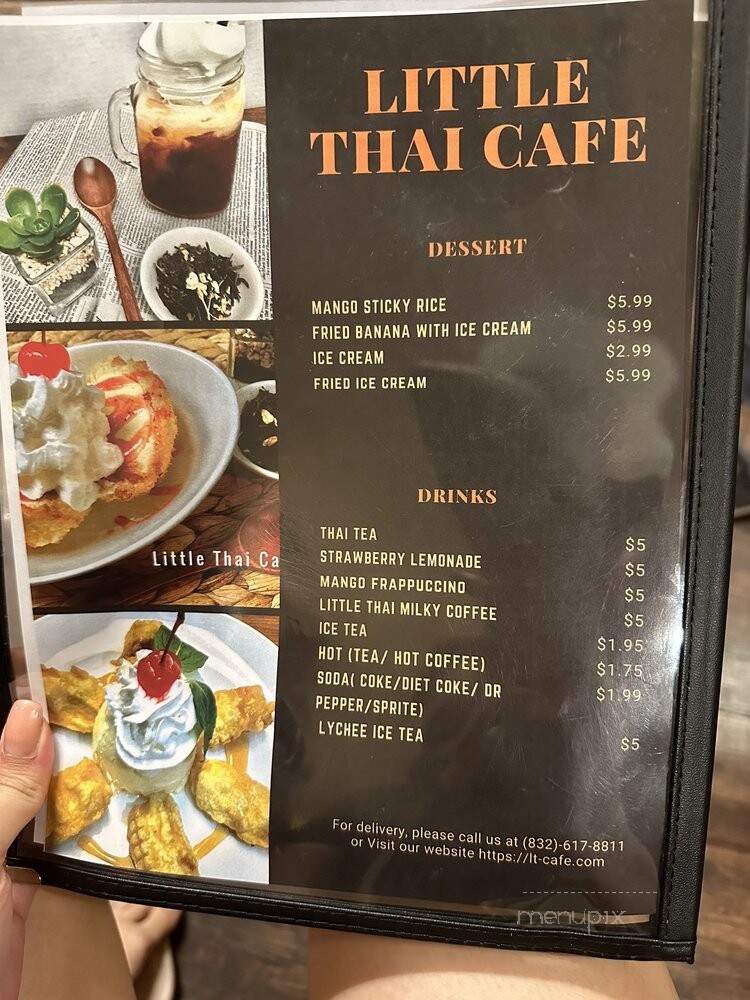 LITTLE
THAI CAFE
DESSERT
MANGO STICKY RICE $5.99
FRIED BANANA WITH ICE CREAM $5.99
ICE CREAM $2.99
FRIED ICE CREAM $5.99
Little Thai Ca
DRINKS
THAI TEA $5
STRAWBERRY LEMONADE $5
MANGO FRAPPUCCINO $5
LITTLE THAI MILKY COFFEE $5
ICE TEA $1.95
HOT (TEA/ HOT COFFEE) $1.75
SODA( COKE/DIET COKE/ DR $1.99
PEPPER/SPRITE)
LYCHEE ICE TEA $5
For delivery, please call us at (832)-617-8811
or Visit our website https://lt-cafe.com
menupix